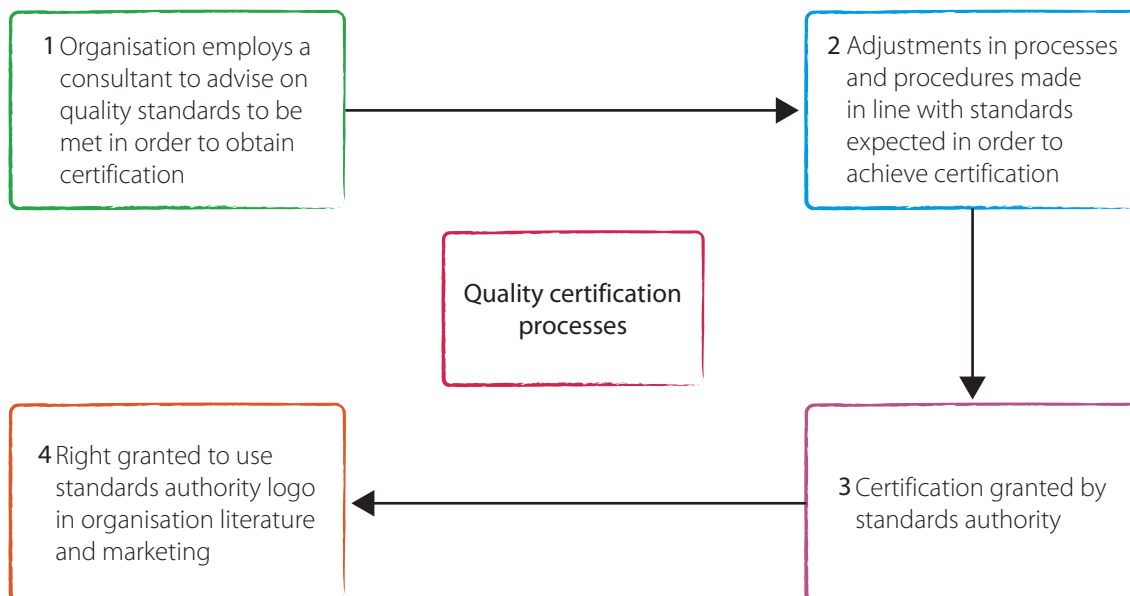 1 Organisation employs a
consultant to advise on
quality standards to be
met in order to obtain
certification
2 Adjustments in processes
and procedures made
in line with standards
expected in order to
achieve certification
Quality certification
processes
3 Certification granted by
standards authority
4 Right granted to use
standards authority logo
in organisation literature
and marketing